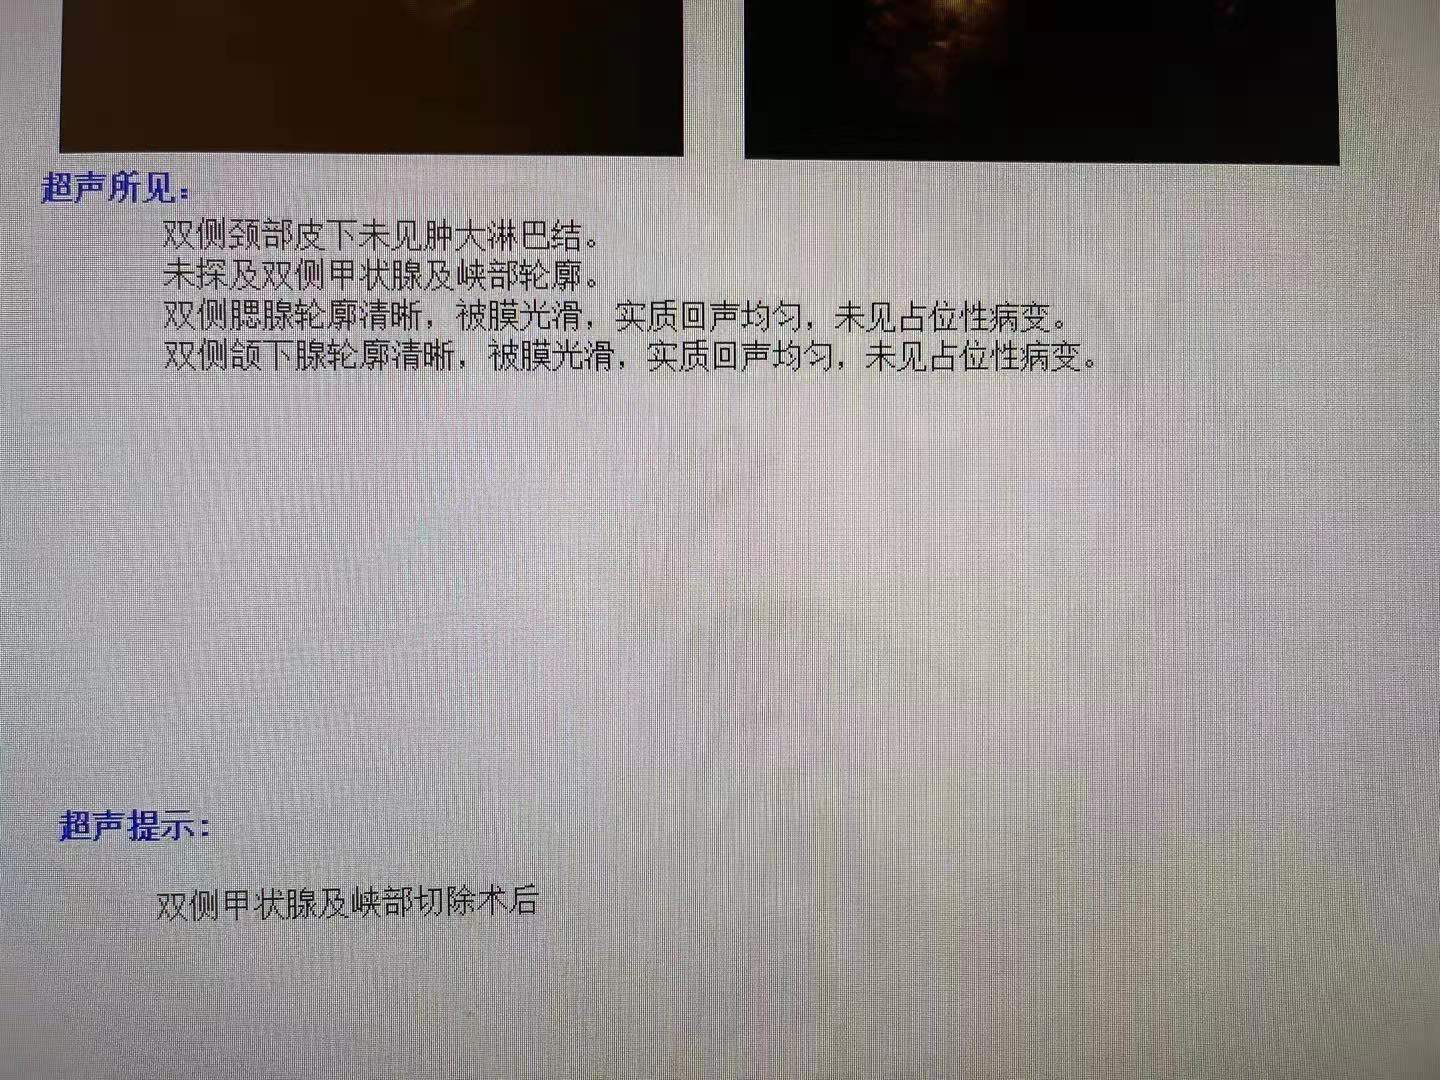 超声所见：
双侧颈部皮下未见肿大淋巴结。
未探及双侧甲状腺及峡部轮廓。
双侧腮腺轮廓清晰，被膜光滑，实质回声均匀，未见占位性病变。
双侧颌下腺轮廓清晰，被膜光滑，实质回声均匀，未见占位性病变。
超声提示：
双侧甲状腺及峡部切除术后